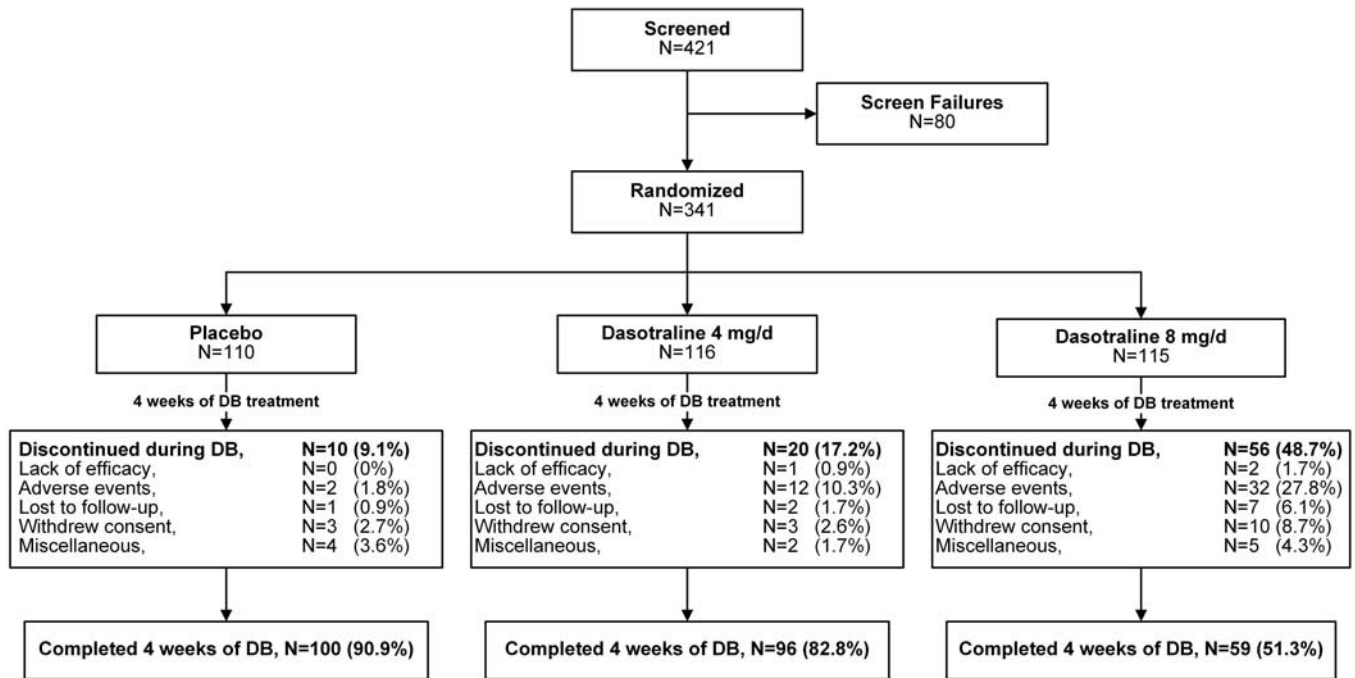 Screened
N=421
Screen Failures
N=80
Randomized
N=341
Placebo
N=110
Dasotraline 4 mg/d
N=116
Dasotraline 8 mg/d
N=115
4 weeks of DB treatment
4 weeks of DB treatment
4 weeks of DB treatment
Discontinued during DB, N=10 (9.1%)
Lack of efficacy, N=0 (0%)
Adverse events, N=2 (1.8%)
Lost to follow-up, N=1 (0.9%)
Withdrew consent, N=3 (2.7%)
Miscellaneous, N=4 (3.6%)
Discontinued during DB, N=20 (17.2%)
Lack of efficacy, N=1 (0.9%)
Adverse events, N=12 (10.3%)
Lost to follow-up, N=2 (1.7%)
Withdrew consent, N=3 (2.6%)
Miscellaneous, N=2 (1.7%)
Discontinued during DB, N=56 (48.7%)
Lack of efficacy, N=2 (1.7%)
Adverse events, N=32 (27.8%)
Lost to follow-up, N=7 (6.1%)
Withdrew consent, N=10 (8.7%)
Miscellaneous, N=5 (4.3%)
Completed 4 weeks of DB, N=100 (90.9%)
Completed 4 weeks of DB, N=96 (82.8%)
Completed 4 weeks of DB, N=59 (51.3%)